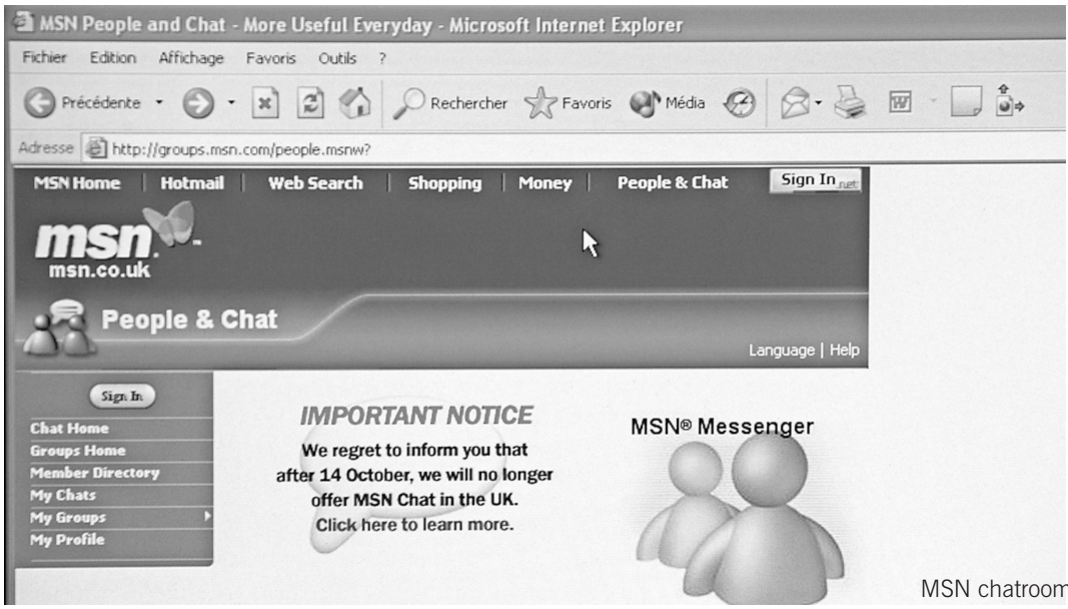 MSN People and Chat - More Useful Everyday - Microsoft Internet Explorer
Fichier Edition Affichage Favoris Outils ?
Précédente Rechercher Favoris Média
Adresse http://groups.msn.com/people.msnw?
MSN Home | Hotmail | Web Search | Shopping | Money | People & Chat Sign In .net
msn.
msn.co.uk
People & Chat
Language | Help
Sign In
Chat Home
Groups Home
Member Directory
My Chats
My Groups
My Profile
IMPORTANT NOTICE
We regret to inform you that
after 14 October, we will no longer
offer MSN Chat in the UK.
Click here to learn more.
MSN® Messenger
MSN chatroom